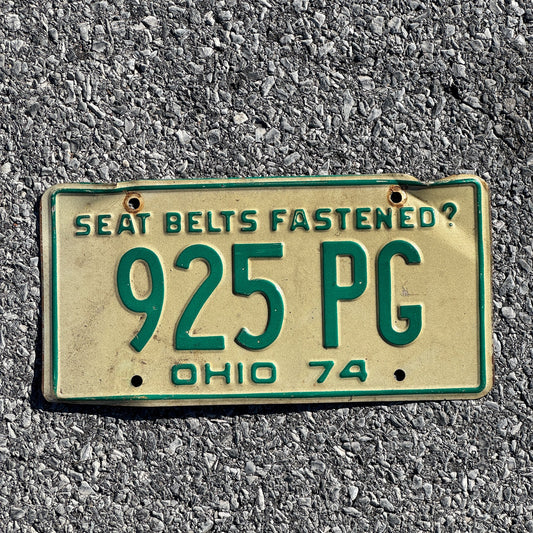 SEAT BELTS FASTENED?
925 PG
OHIO 74